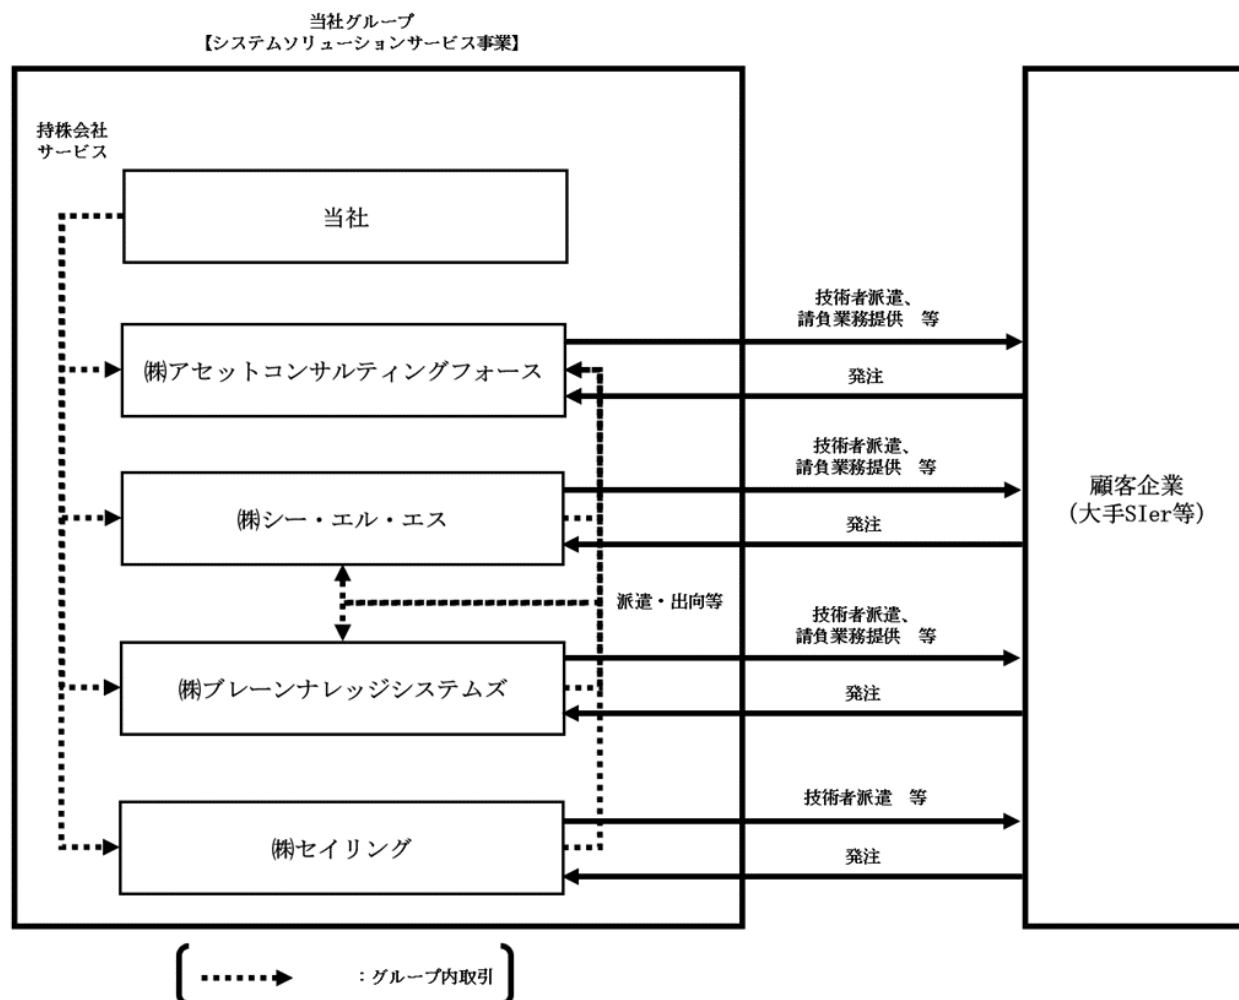 当社グループ
【システムソリューションサービス事業】
持株会社
サービス
当社
技術者派遣、
請負業務提供 等
㈱アセットコンサルティングフォース
発注
技術者派遣、
請負業務提供 等
㈱シー・エル・エス
発注
顧客企業
(大手SIer等)
派遣・出向等
技術者派遣、
請負業務提供 等
㈱ブレーンナレッジシステムズ
発注
技術者派遣 等
㈱セイリング
発注
：グループ内取引